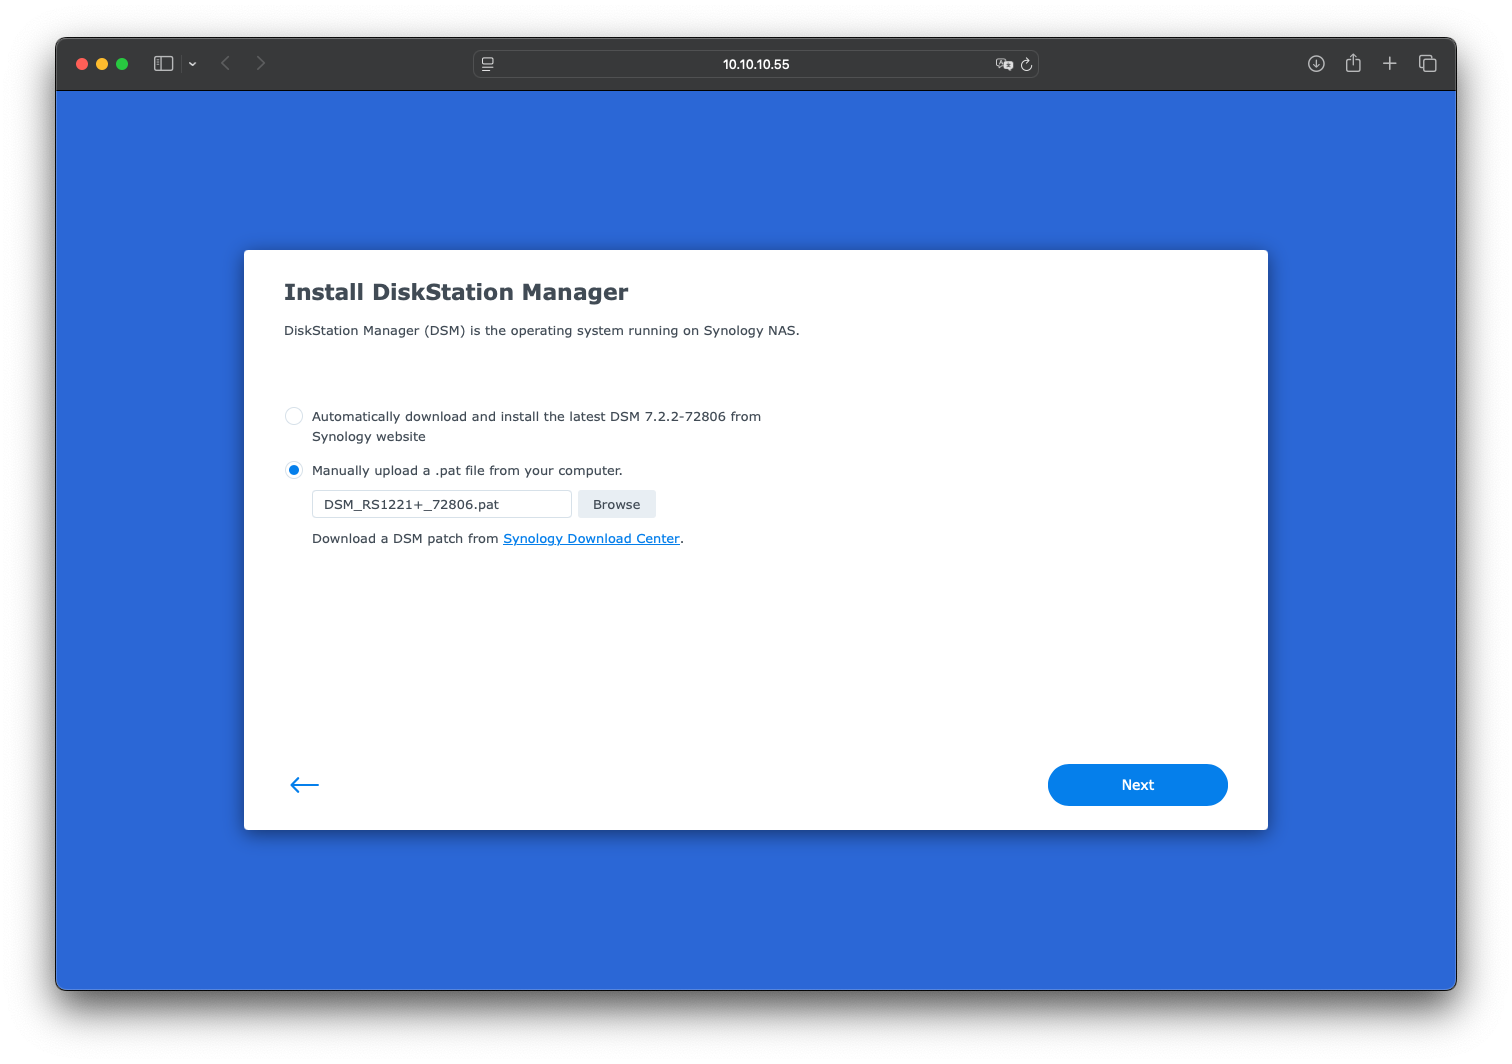 10.10.10.55
Install DiskStation Manager
DiskStation Manager (DSM) is the operating system running on Synology NAS.
Automatically download and install the latest DSM 7.2.2-72806 from
Synology website
Manually upload a .pat file from your computer.
DSM_RS1221+_72806.pat
Browse
Download a DSM patch from Synology Download Center.
Next